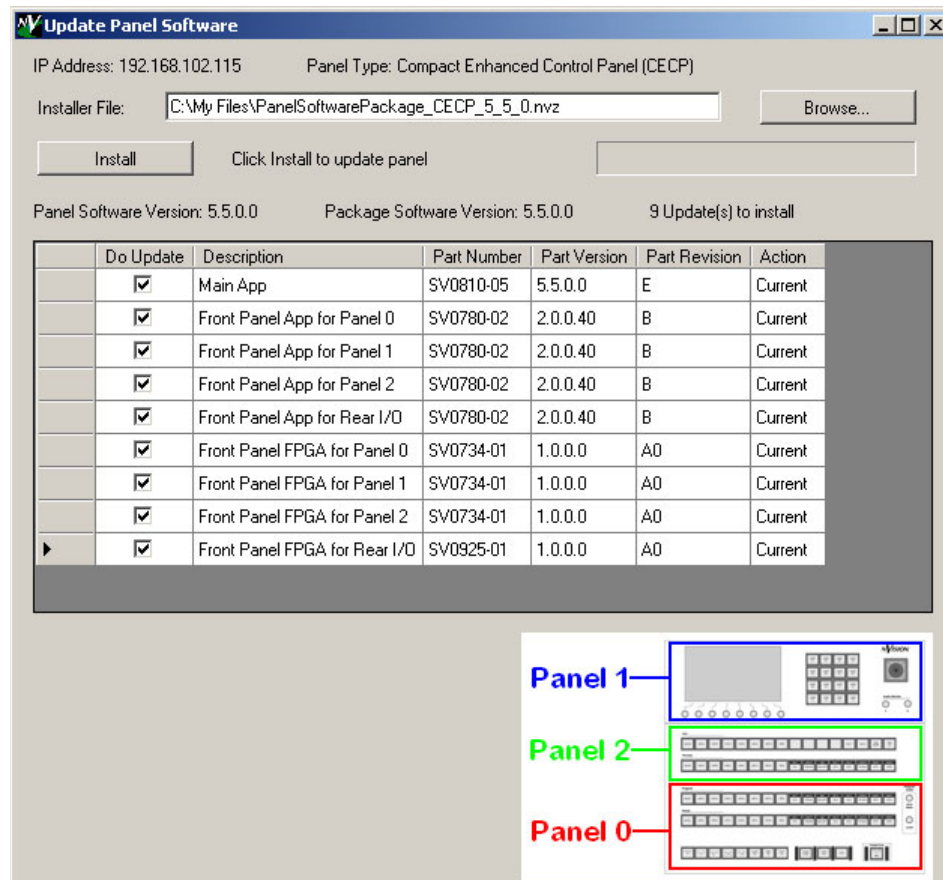 Update Panel Software
IP Address: 192.168.102.115 Panel Type: Compact Enhanced Control Panel (CECP)
Installer File: C:\My Files\PanelSoftwarePackage_CECP_5_5_0.nvz Browse...
Install Click Install to update panel
Panel Software Version: 5.5.0.0 Package Software Version: 5.5.0.0 9 Update(s) to install
Do Update Description Part Number Part Version Part Revision Action
Main App SV0810-05 5.5.0.0 E Current
Front Panel App for Panel 0 SV0780-02 2.0.0.40 B Current
Front Panel App for Panel 1 SV0780-02 2.0.0.40 B Current
Front Panel App for Panel 2 SV0780-02 2.0.0.40 B Current
Front Panel App for Rear I/O SV0780-02 2.0.0.40 B Current
Front Panel FPGA for Panel 0 SV0734-01 1.0.0.0 A0 Current
Front Panel FPGA for Panel 1 SV0734-01 1.0.0.0 A0 Current
Front Panel FPGA for Panel 2 SV0734-01 1.0.0.0 A0 Current
Front Panel FPGA for Rear I/O SV0925-01 1.0.0.0 A0 Current
Panel 1
Panel 2
Panel 0